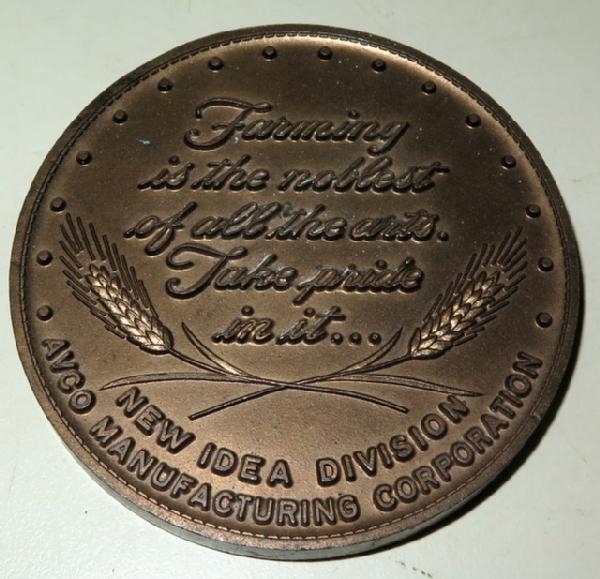 Farming
is the noblest
of all the arts.
Take pride
in it...
NEW IDEA DIVISION
AVCO MANUFACTURING CORPORATION